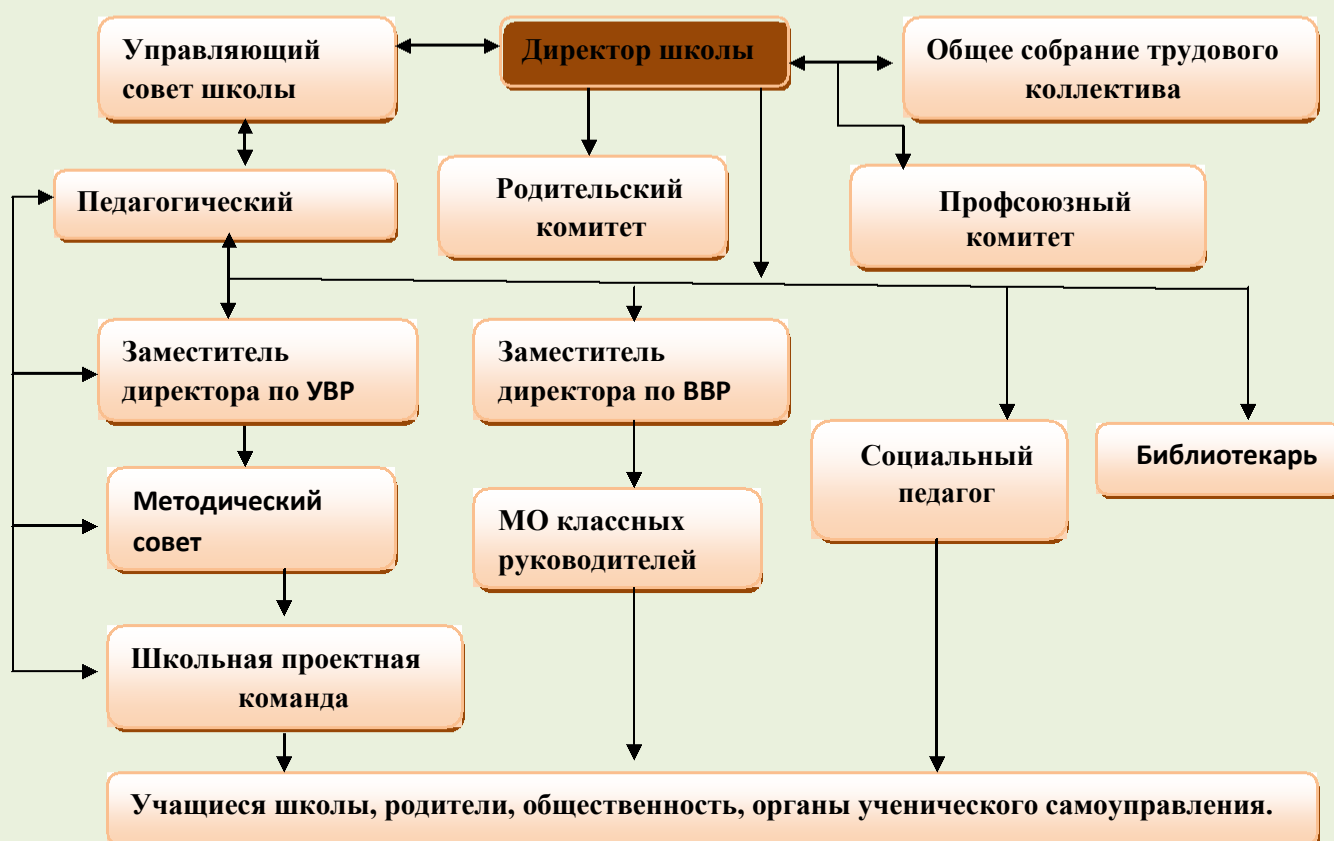 Управляющий
совет школы
Директор школы
Общее собрание трудового
коллектива
Педагогический
Родительский
комитет
Профсоюзный
комитет
Заместитель
директора по УВР
Заместитель
директора по ВВР
Социальный
педагог
Библиотекарь
Методический
совет
МО классных
руководителей
Школьная проектная
команда
Учащиеся школы, родители, общественность, органы ученического самоуправления.